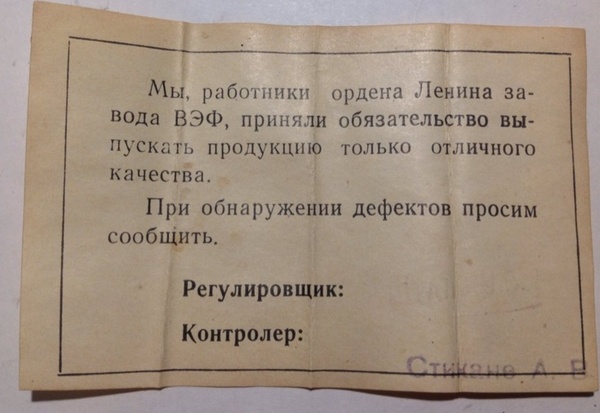 Мы, работники ордена Ленина за-
вода ВЭФ, приняли обязательство вы-
пускать продукцию только отличного
качества.
При обнаружении дефектов просим
сообщить.
Регулировщик:
Контролер:
Стикане А. В